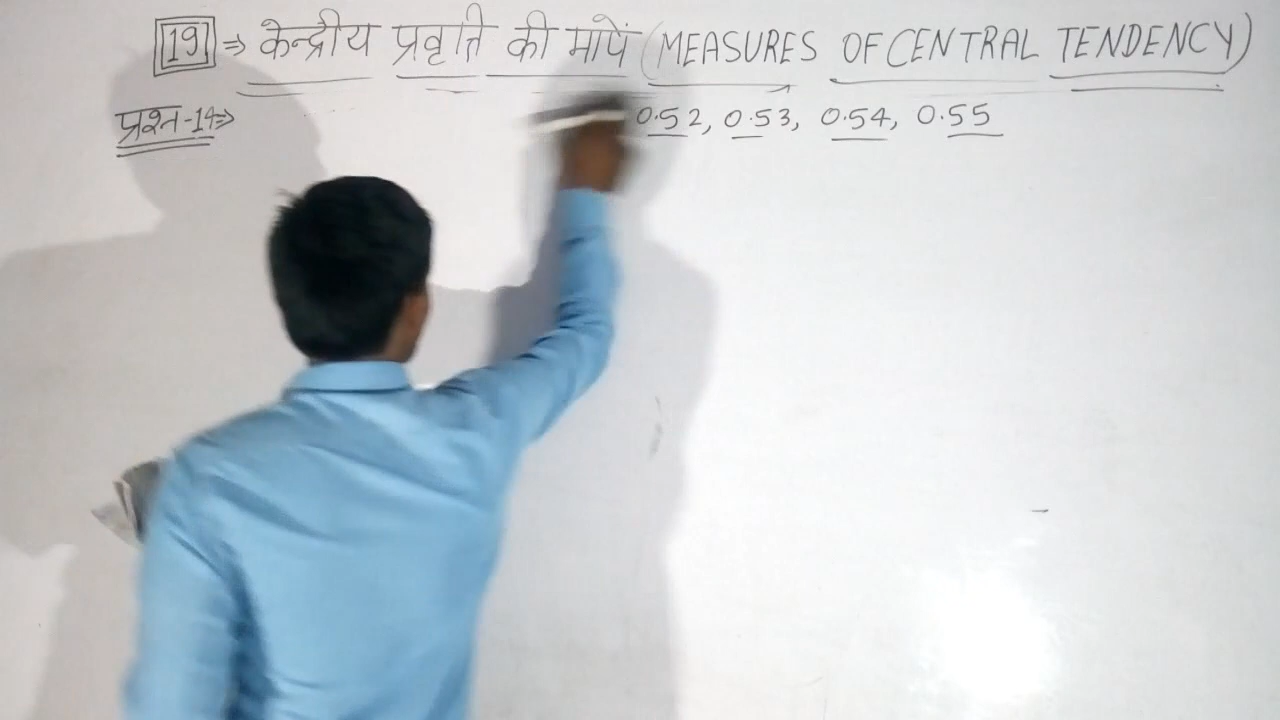 19 ⇒ केन्द्रीय प्रवृति की मापें (MEASURES OF CENTRAL TENDENCY)
प्रश्न-14⇒ 0.52, 0.53, 0.54, 0.55